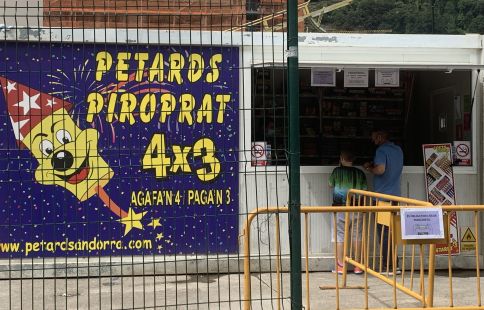 PETARDS
PIROPRAT
4x3
AGAFA'N 4 / PAGA'N 3
www.petardsandorra.com